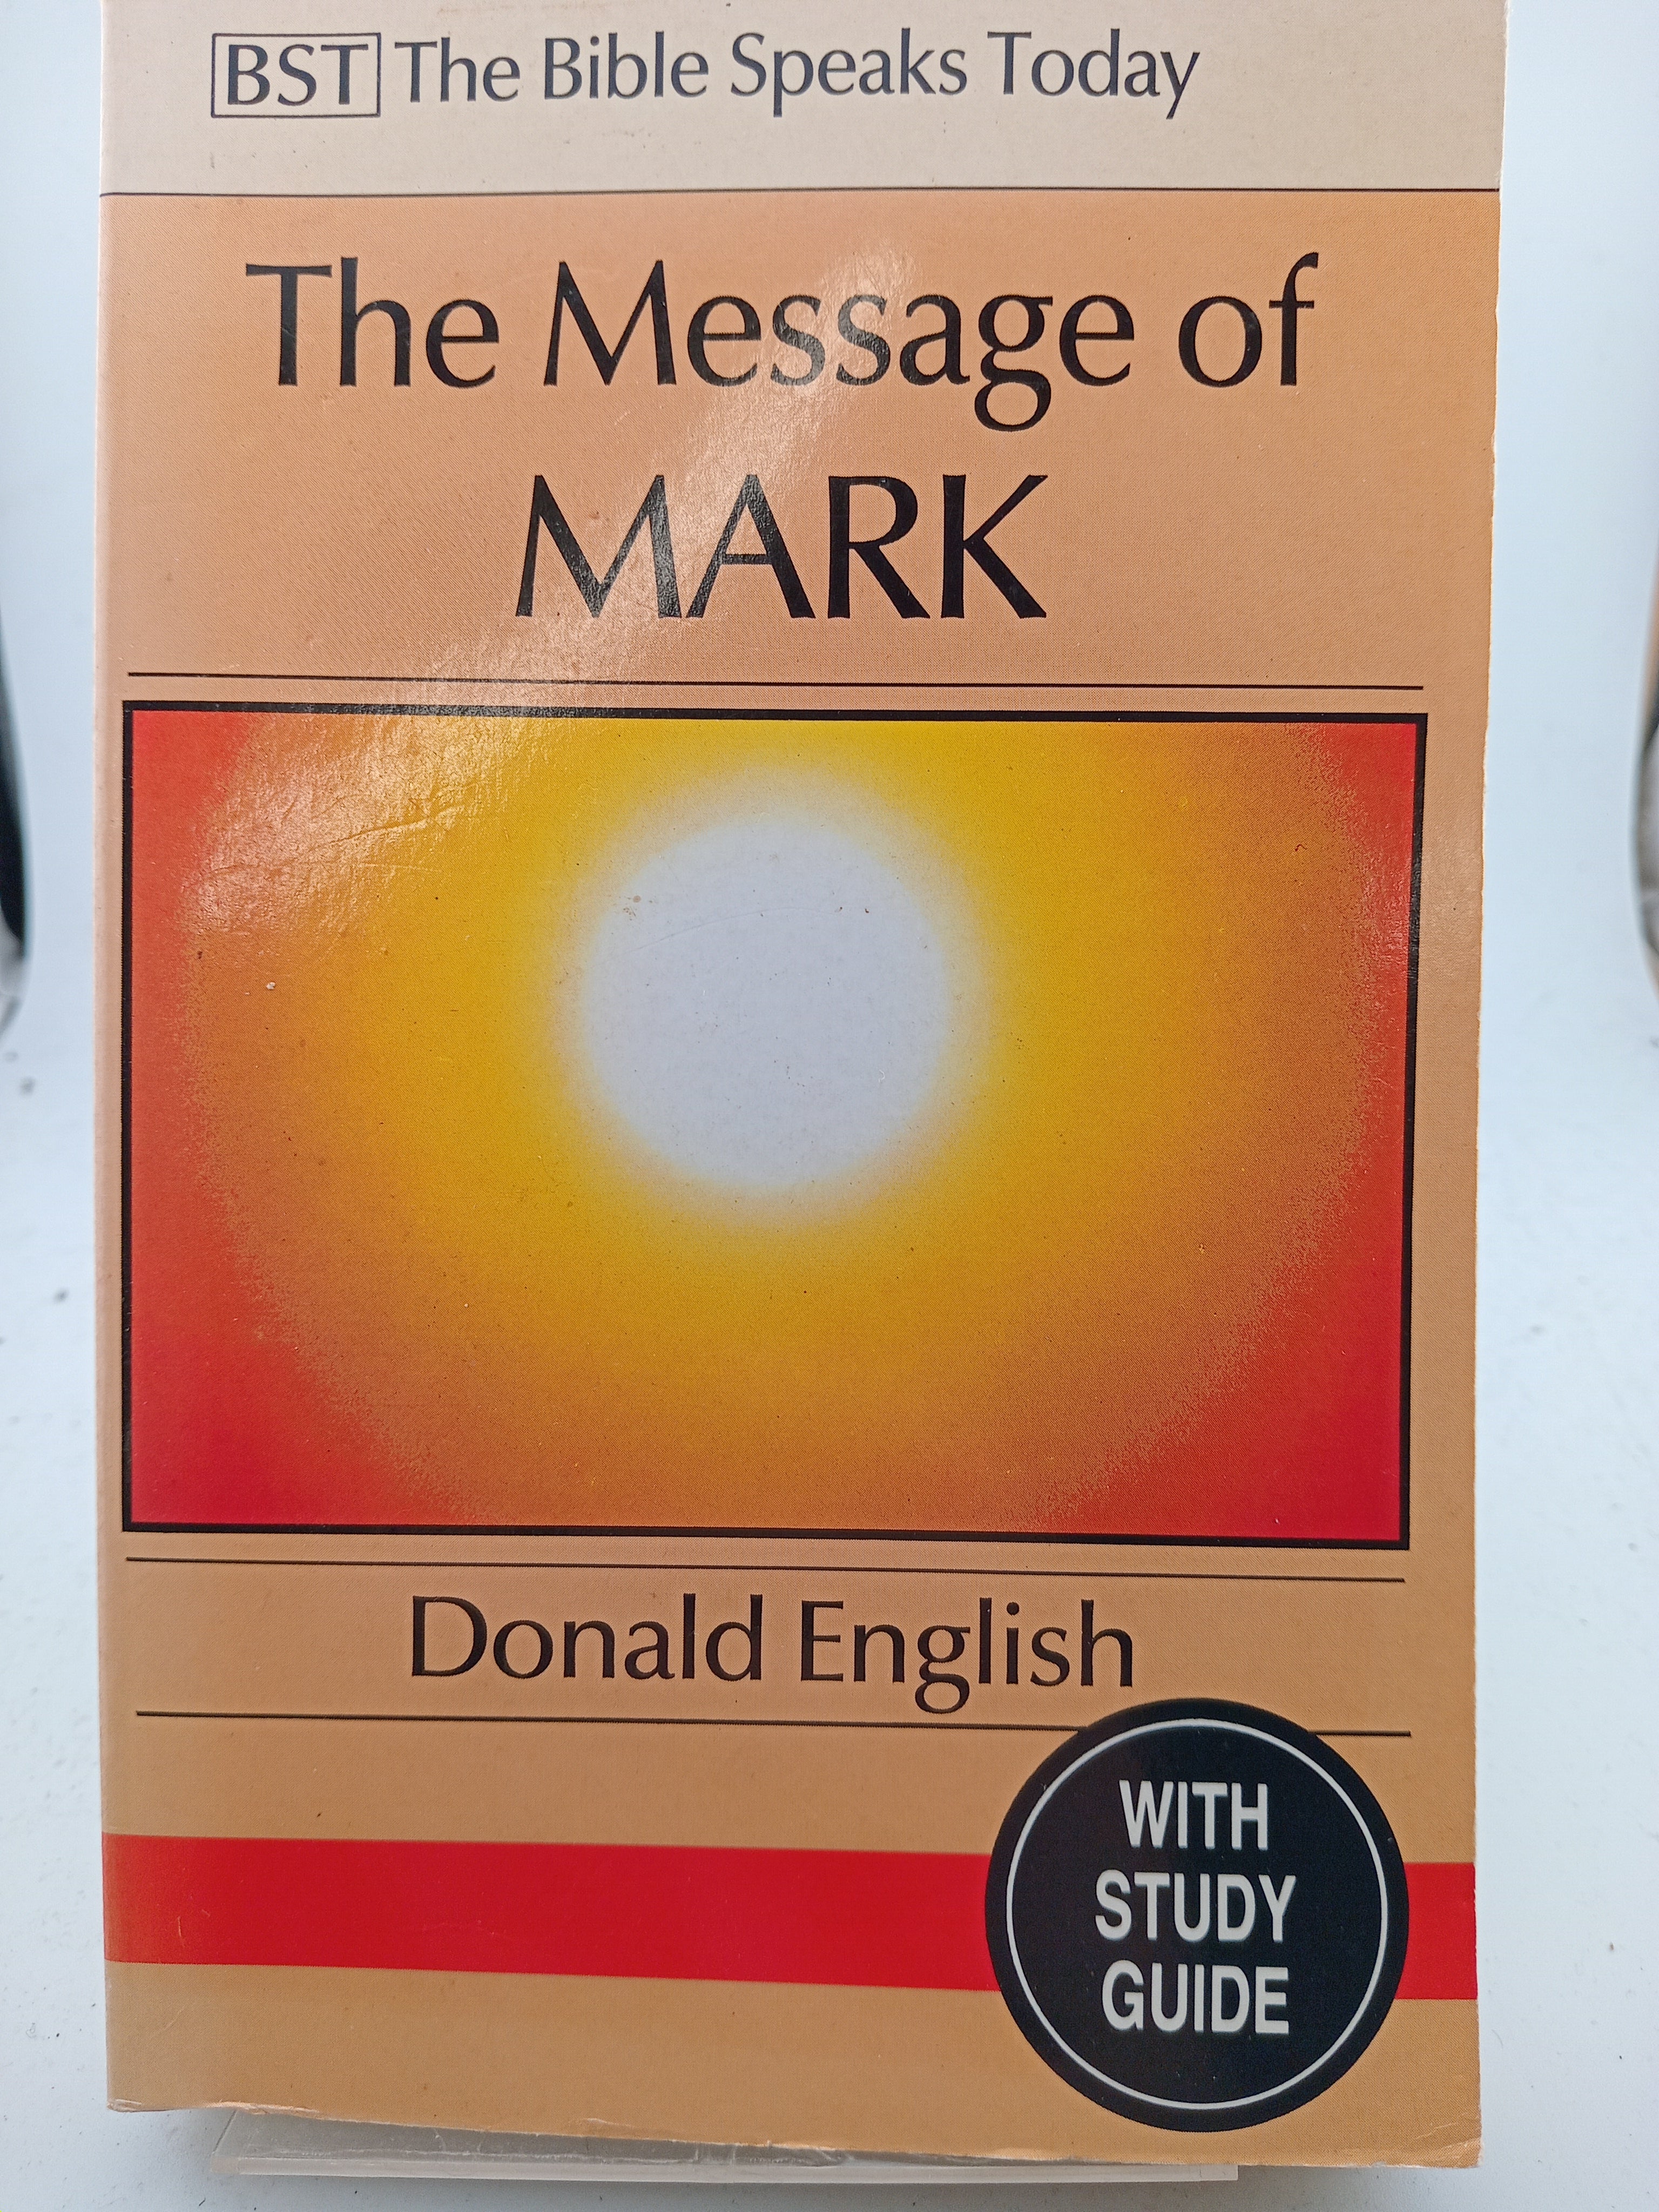 BST The Bible Speaks Today
The Message of
MARK
Donald English
WITH
STUDY
GUIDE